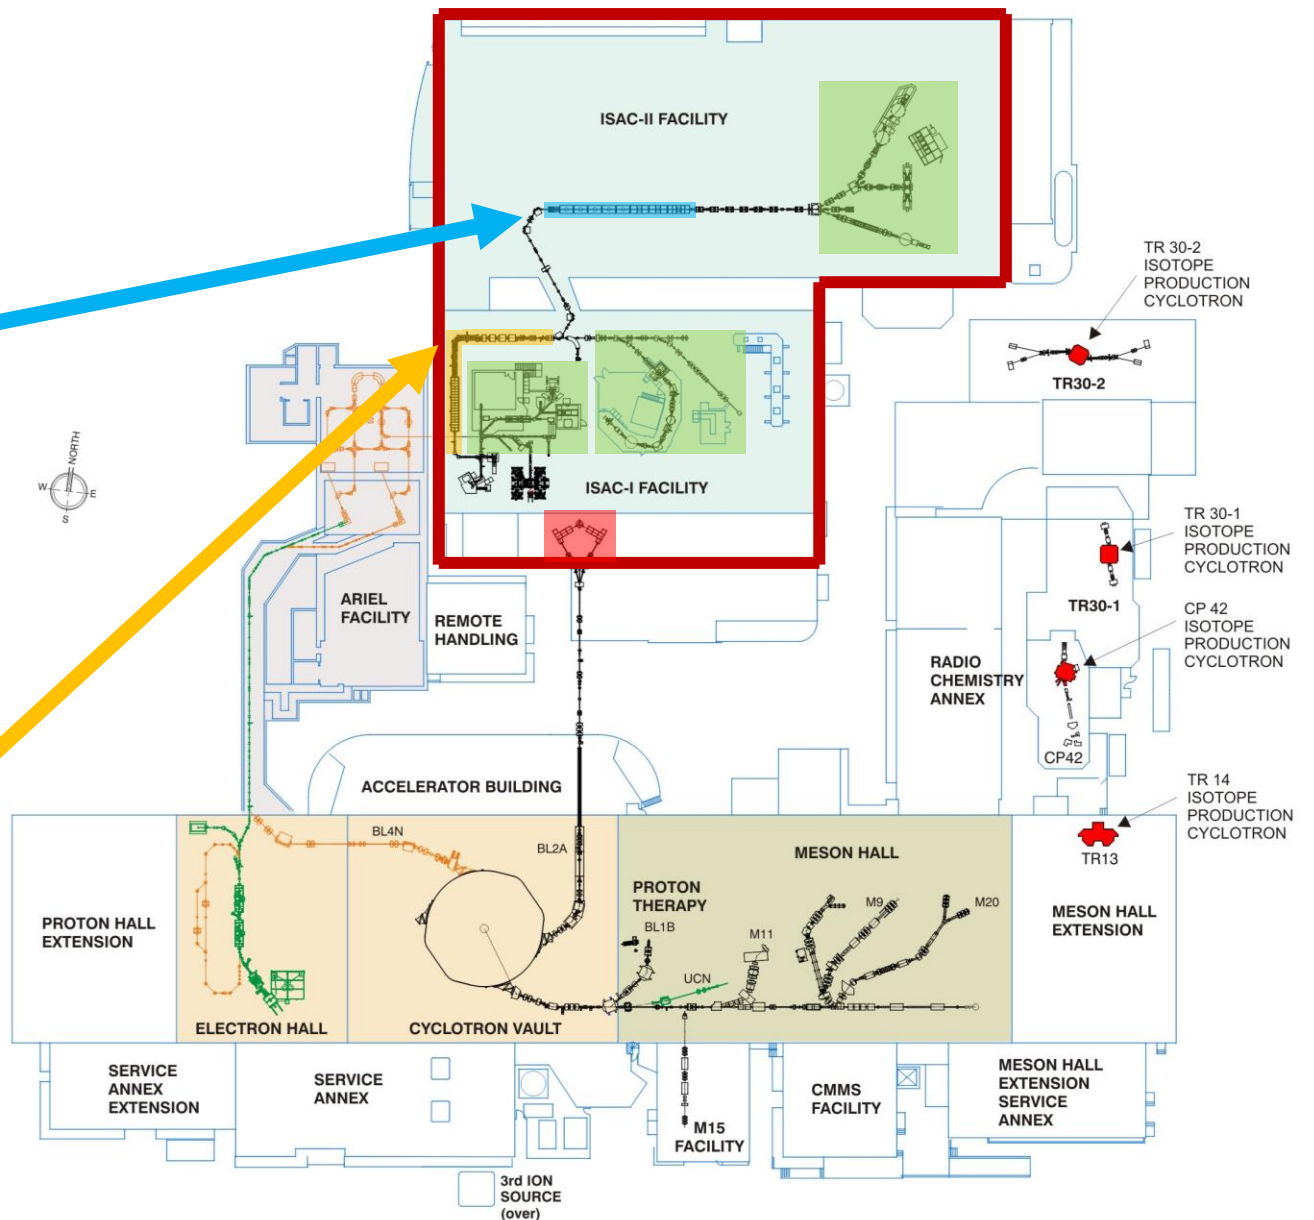 ISAC-II FACILITY
TR 30-2
ISOTOPE
PRODUCTION
CYCLOTRON
TR30-2
NORTH
W
E
S
ISAC-I FACILITY
TR 30-1
ISOTOPE
PRODUCTION
CYCLOTRON
TR30-1
ARIEL
FACILITY
REMOTE
HANDLING
CP 42
ISOTOPE
PRODUCTION
CYCLOTRON
RADIO
CHEMISTRY
ANNEX
CP42
ACCELERATOR BUILDING
TR 14
ISOTOPE
PRODUCTION
CYCLOTRON
TR13
BL4N
BL2A
MESON HALL
PROTON
THERAPY
BL1B
M9
M20
M11
UCN
PROTON HALL
EXTENSION
MESON HALL
EXTENSION
ELECTRON HALL
CYCLOTRON VAULT
SERVICE
ANNEX
EXTENSION
SERVICE
ANNEX
M15
FACILITY
CMMS
FACILITY
MESON HALL
EXTENSION
SERVICE
ANNEX
3rd ION
SOURCE
(over)